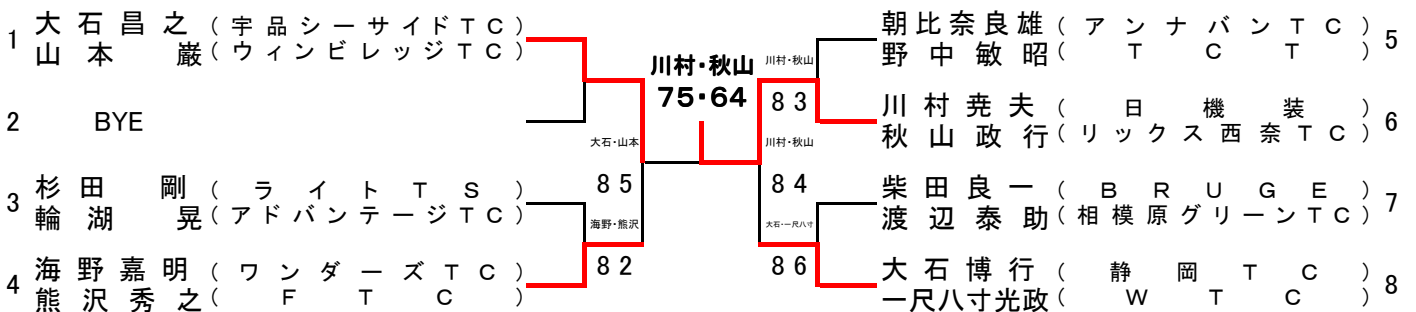 1 大石昌之 (宇品シーサイドTC)
山本 巌 (ウィンビレッジTC)
2 BYE
3 杉田 剛 (ライトTS)
輪湖 晃 (アドバンテージTC)
4 海野嘉明 (ワンダーズTC)
熊沢秀之 (FTC)
大石・山本
85
海野・熊沢
82
川村・秋山
75・64
川村・秋山
83
川村・秋山
84
大石・一尺八寸
86
朝比奈良雄 (アンナバンTC) 5
野中敏昭 (TCT)
川村尭夫 (日機装) 6
秋山政行 (リックス西奈TC)
柴田良一 (BRUGE) 7
渡辺泰助 (相模原グリーンTC)
大石博行 (静岡TC) 8
一尺八寸光政 (WTC)